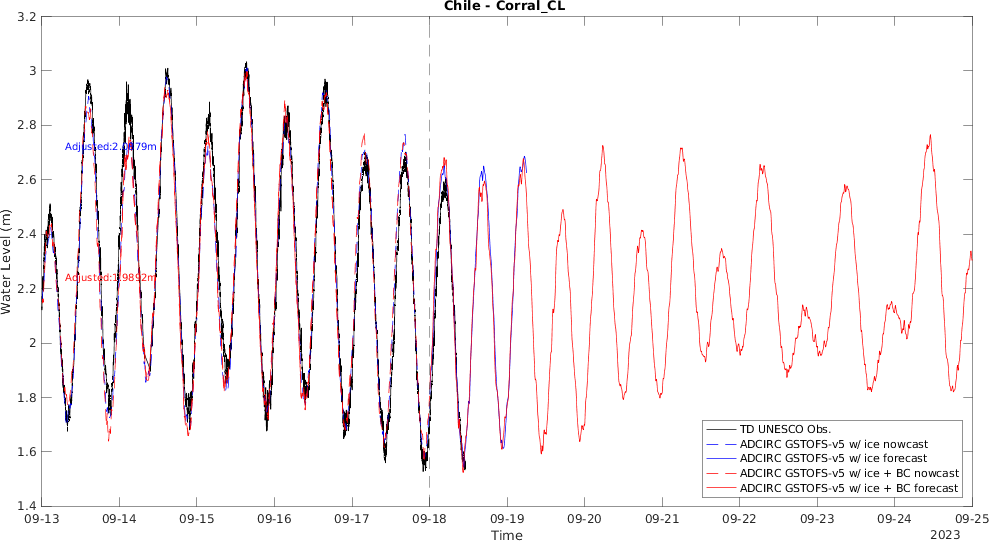 Chile - Corral_CL
3.2
3
2.8
2.6
2.4
2.2
2
1.8
1.6
1.4
Water Level (m)
Adjusted:2.0179m
Adjusted:1.9892m
TD UNESCO Obs.
ADCIRC GSTOFS-v5 w/ ice nowcast
ADCIRC GSTOFS-v5 w/ ice forecast
ADCIRC GSTOFS-v5 w/ ice + BC nowcast
ADCIRC GSTOFS-v5 w/ ice + BC forecast
09-13 09-14 09-15 09-16 09-17 09-18 09-19 09-20 09-21 09-22 09-23 09-24 09-25
Time
2023